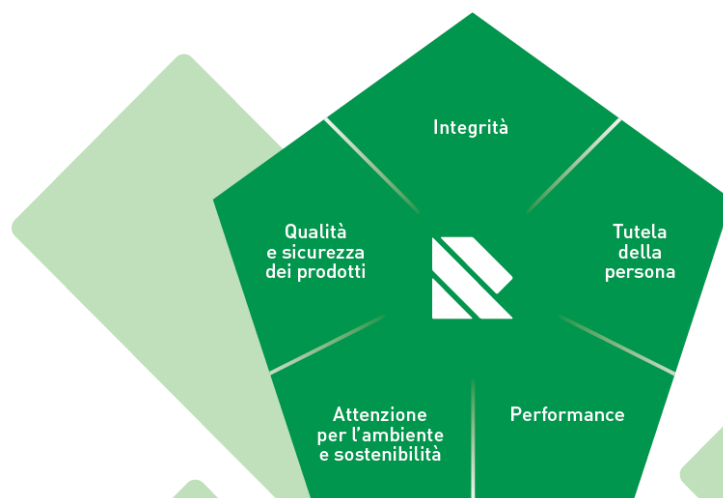 Integrità
Qualità
e sicurezza
dei prodotti
Tutela
della
persona
Attenzione
per l'ambiente
e sostenibilità
Performance